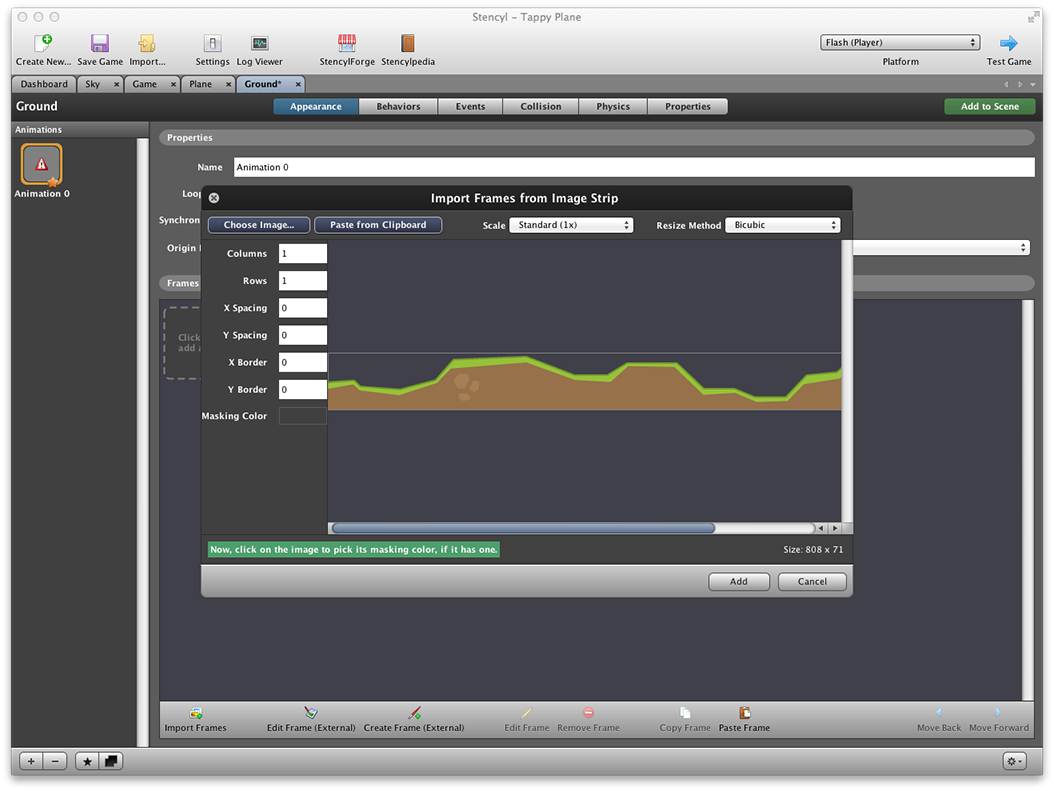 Stencyl – Tappy Plane
Create New... Save Game Import... Settings Log Viewer StencylForge Stencylpedia Flash (Player) Platform Test Game
Dashboard Sky Game Plane Ground*
Ground Appearance Behaviors Events Collision Physics Properties Add to Scene
Animations
Properties
Name Animation 0
Animation 0
Loop
Synchron
Origin
Frames
Click
add a
Import Frames from Image Strip
Choose Image... Paste from Clipboard Scale Standard (1x) Resize Method Bicubic
Columns 1
Rows 1
X Spacing 0
Y Spacing 0
X Border 0
Y Border 0
Masking Color
Now, click on the image to pick its masking color, if it has one. Size: 808 x 71
Add Cancel
Import Frames Edit Frame (External) Create Frame (External) Edit Frame Remove Frame Copy Frame Paste Frame Move Back Move Forward